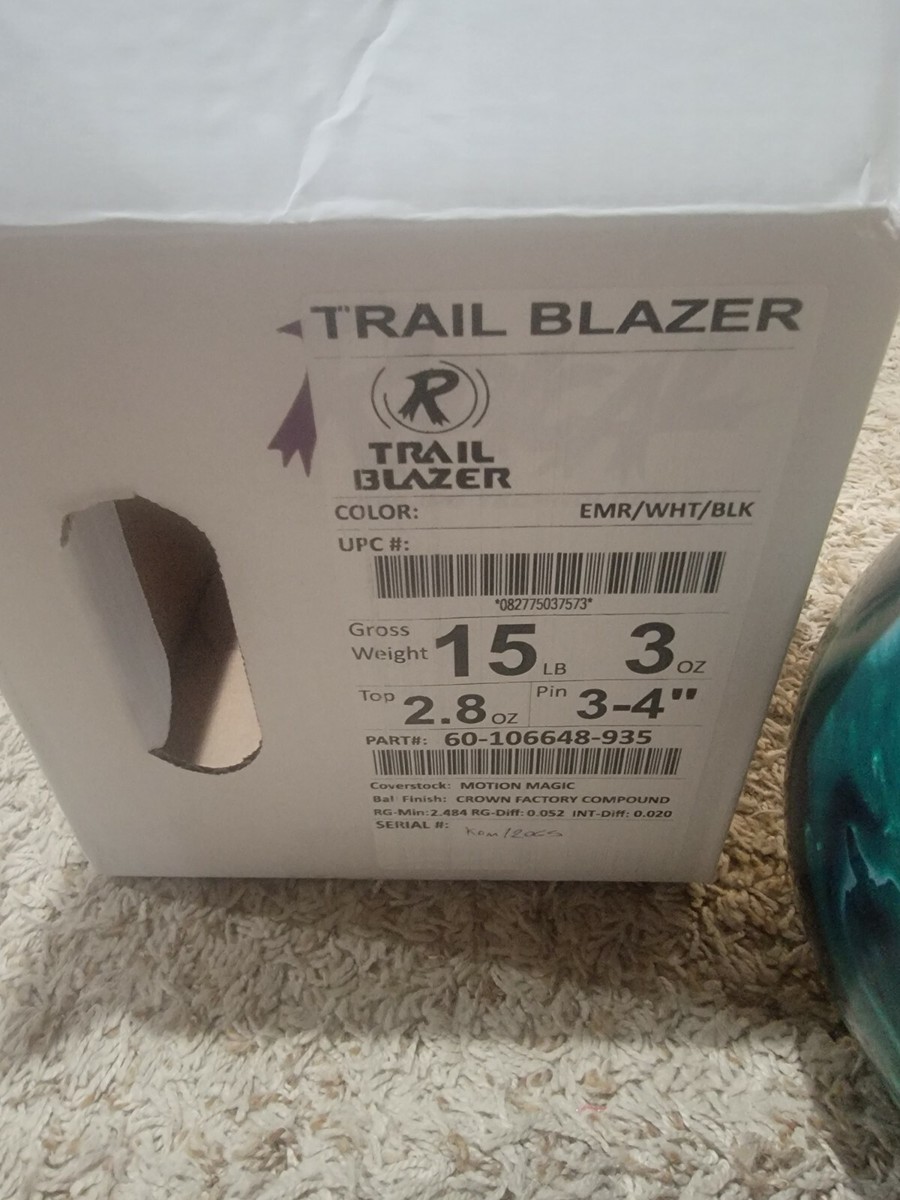 TRAIL BLAZER
R
TRAIL
BLAZER
COLOR: EMR/WHT/BLK
UPC #:
*082775037573*
Gross Weight 15 LB 3 OZ
Top 2.8 OZ Pin 3-4"
PART#: 60-106648-935
Coverstock: MOTION MAGIC
Bal Finish: CROWN FACTORY COMPOUND
RG-Min: 2.484 RG-Diff: 0.052 INT-Diff: 0.020
SERIAL #: